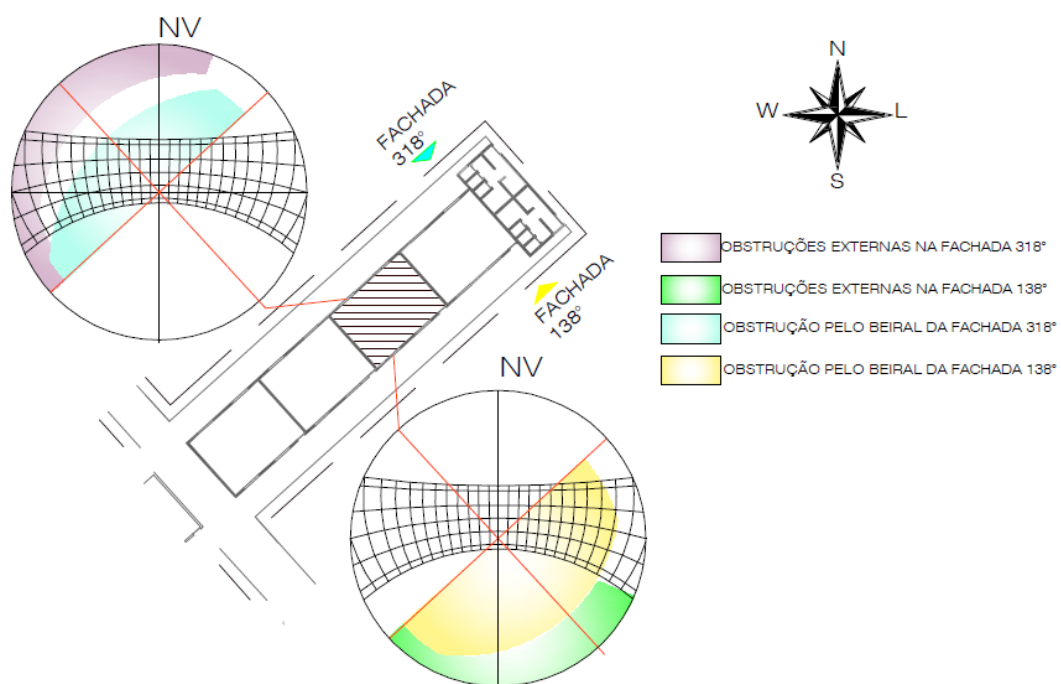 NV
N
W
L
S
FACHADA
318°
FACHADA
138°
NV
OBSTRUÇÕES EXTERNAS NA FACHADA 318°
OBSTRUÇÕES EXTERNAS NA FACHADA 138°
OBSTRUÇÃO PELO BEIRAL DA FACHADA 318°
OBSTRUÇÃO PELO BEIRAL DA FACHADA 138°